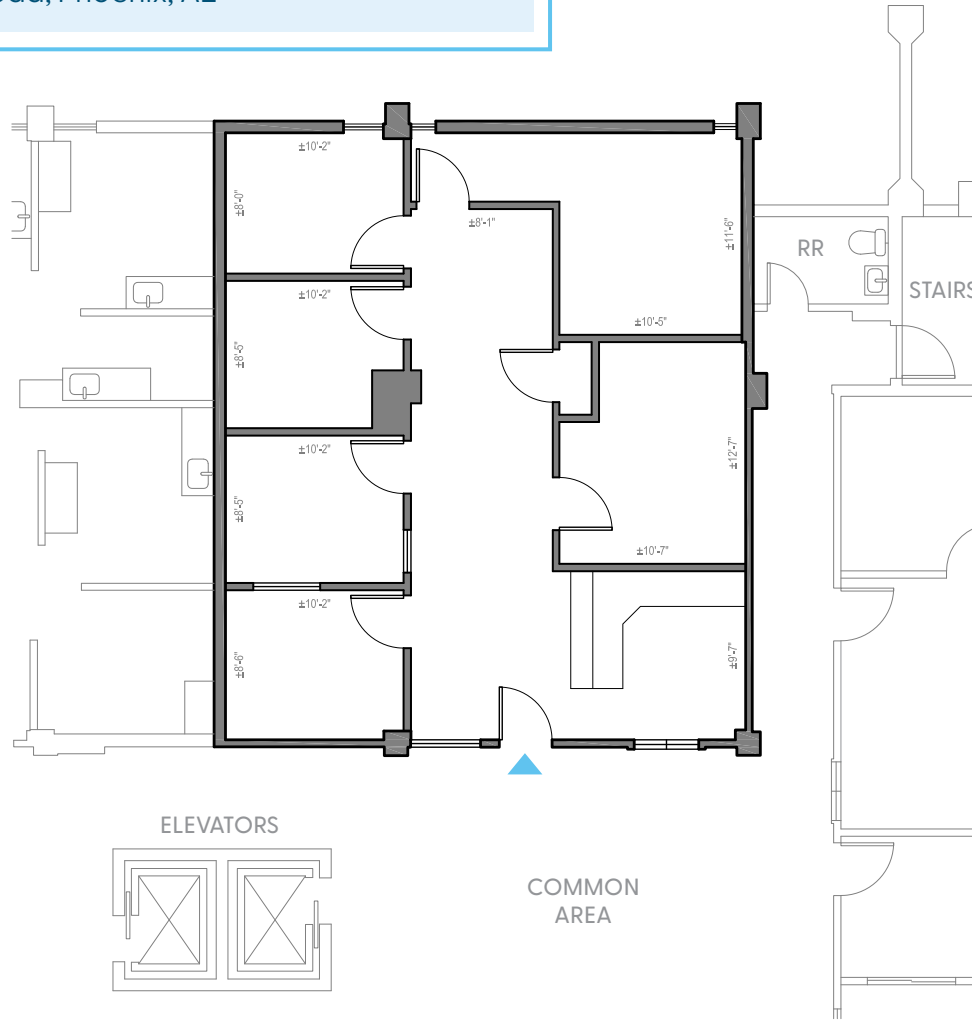 Phoenix, AZ
±10'-2"
±8'-0"
±8'-1"
±11'-6"
RR
STAIRS
±10'-2"
±10'-5"
±8'-5"
±10'-2"
±12'-7"
±8'-5"
±10'-7"
±10'-2"
±8'-6"
±9'-7"
ELEVATORS
COMMON
AREA